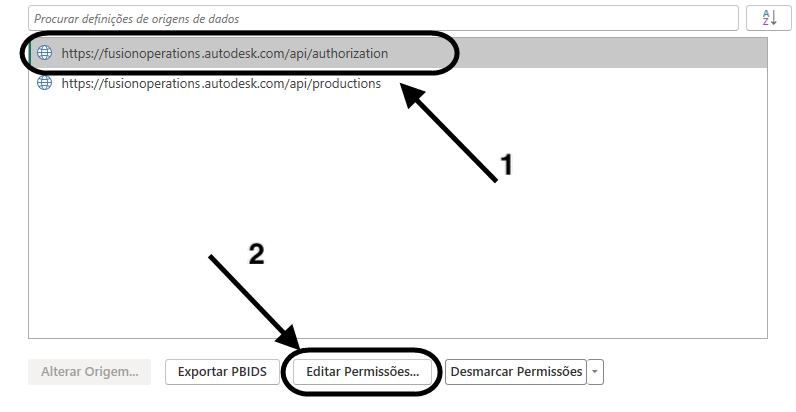 Procurar definições de origens de dados
A
Z
https://fusionoperations.autodesk.com/api/authorization
https://fusionoperations.autodesk.com/api/productions
1
2
Alterar Origem...
Exportar PBIDS
Editar Permissões...
Desmarcar Permissões